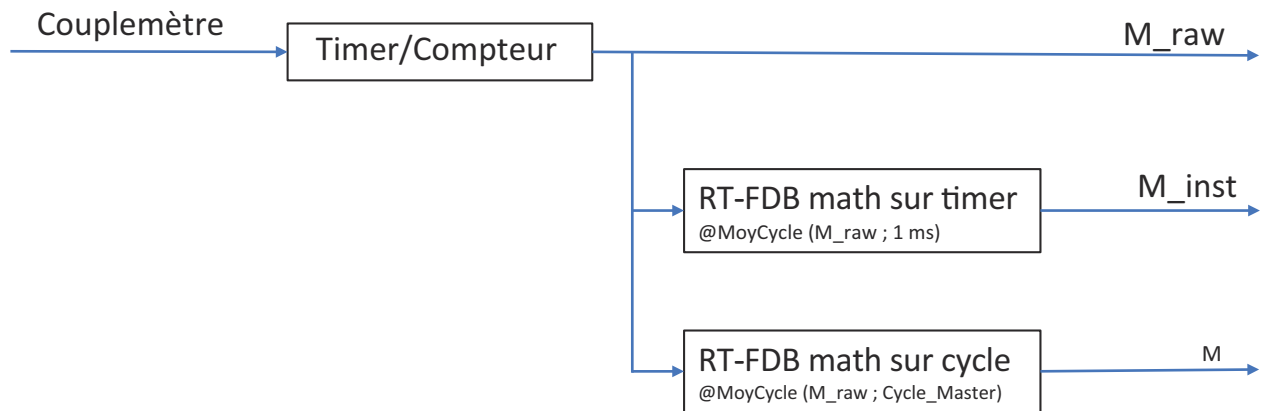 Couplemètre
Timer/Compteur
M_raw
RT-FDB math sur timer
@MoyCycle (M_raw ; 1 ms)
M_inst
RT-FDB math sur cycle
@MoyCycle (M_raw ; Cycle_Master)
M